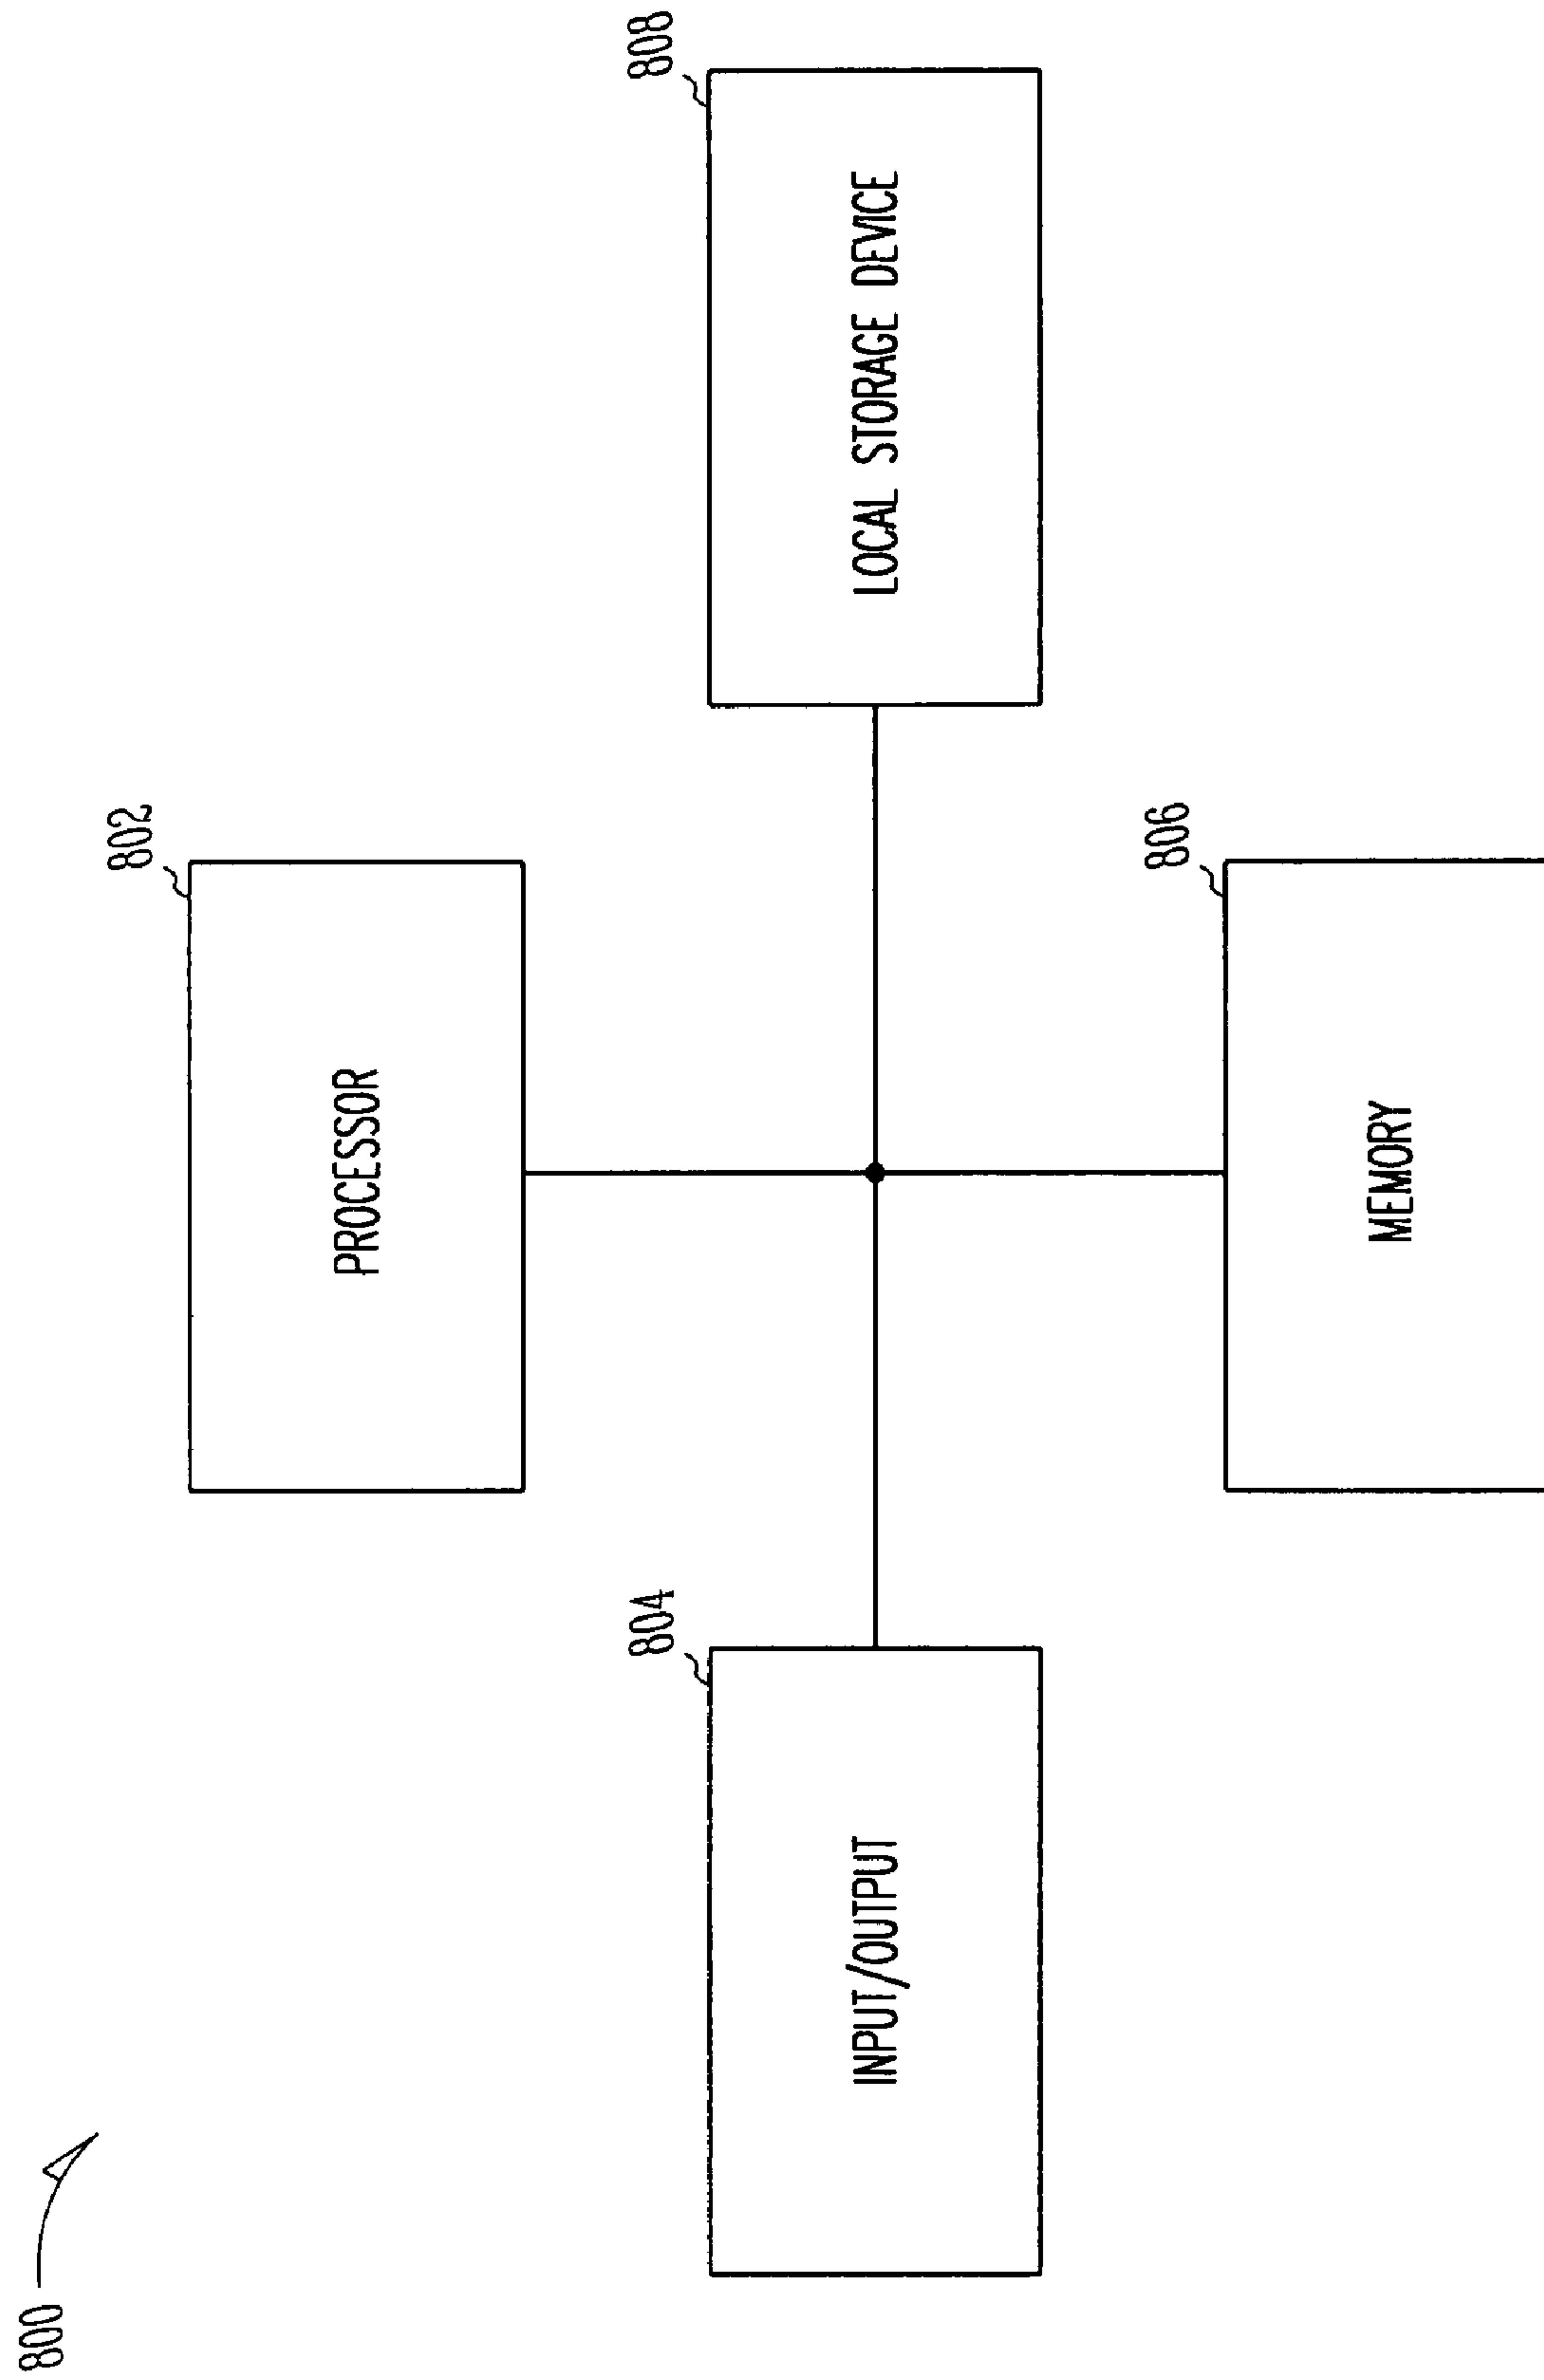 800
802
PROCESSOR
804
INPUT/OUTPUT
808
LOCAL STORAGE DEVICE
806
MEMORY